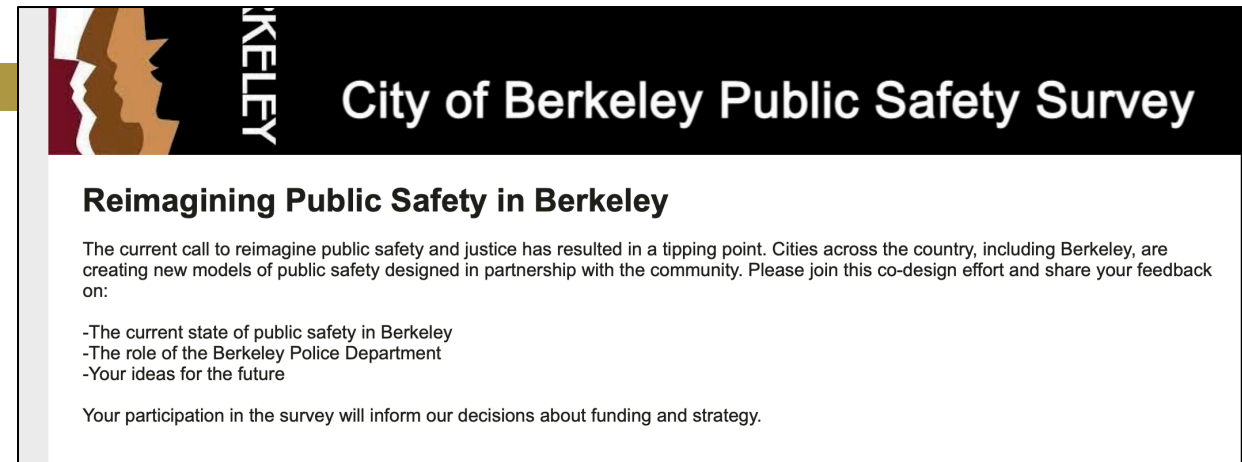 City of Berkeley Public Safety Survey
Reimagining Public Safety in Berkeley
The current call to reimagine public safety and justice has resulted in a tipping point. Cities across the country, including Berkeley, are
creating new models of public safety designed in partnership with the community. Please join this co-design effort and share your feedback
on:
-The current state of public safety in Berkeley
-The role of the Berkeley Police Department
-Your ideas for the future
Your participation in the survey will inform our decisions about funding and strategy.